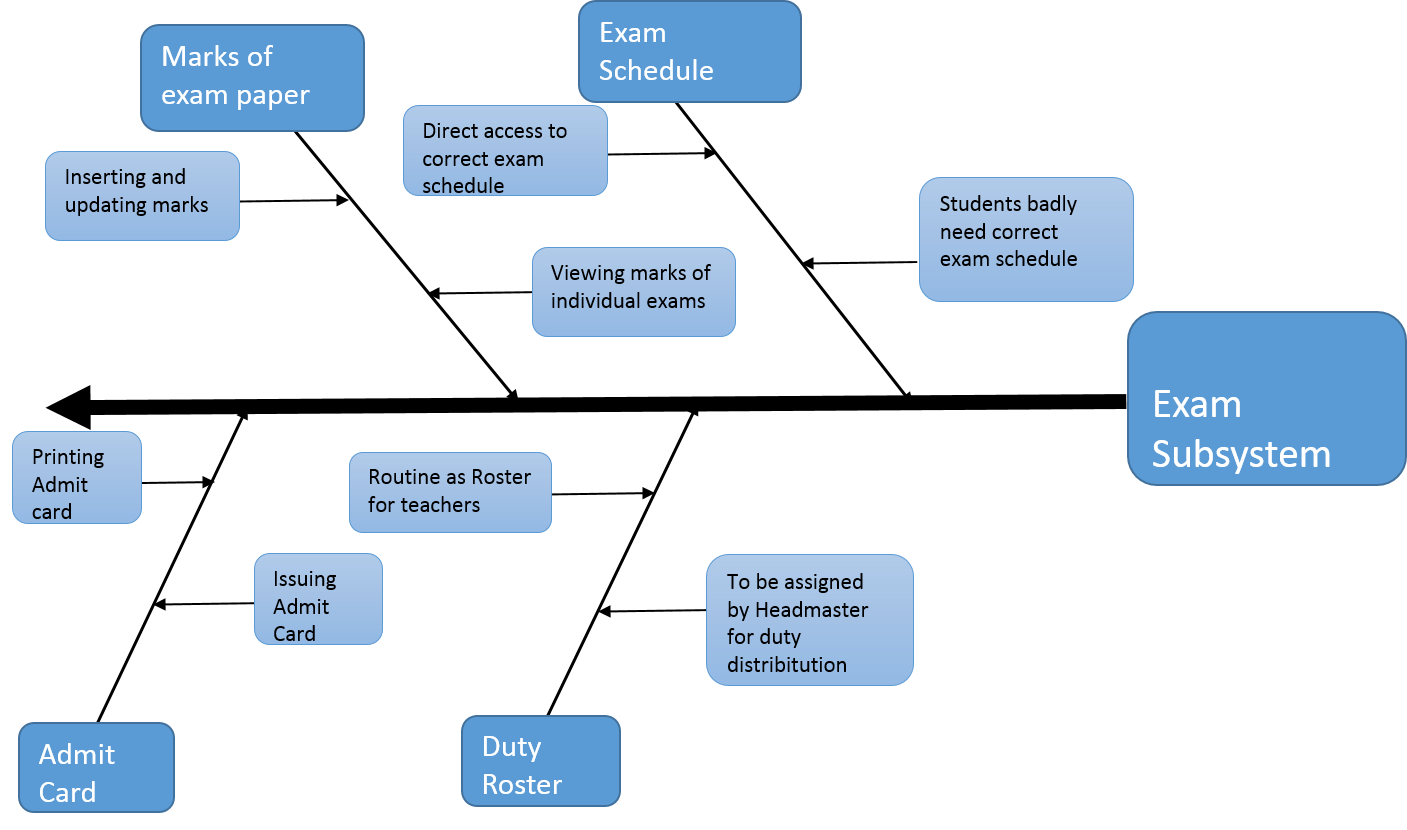 Marks of
exam paper
Exam
Schedule
Direct access to
correct exam
schedule
Inserting and
updating marks
Students badly
need correct
exam schedule
Viewing marks of
individual exams
Exam
Subsystem
Printing
Admit
card
Routine as Roster
for teachers
Issuing
Admit
Card
To be assigned
by Headmaster
for duty
distribitution
Admit
Card
Duty
Roster